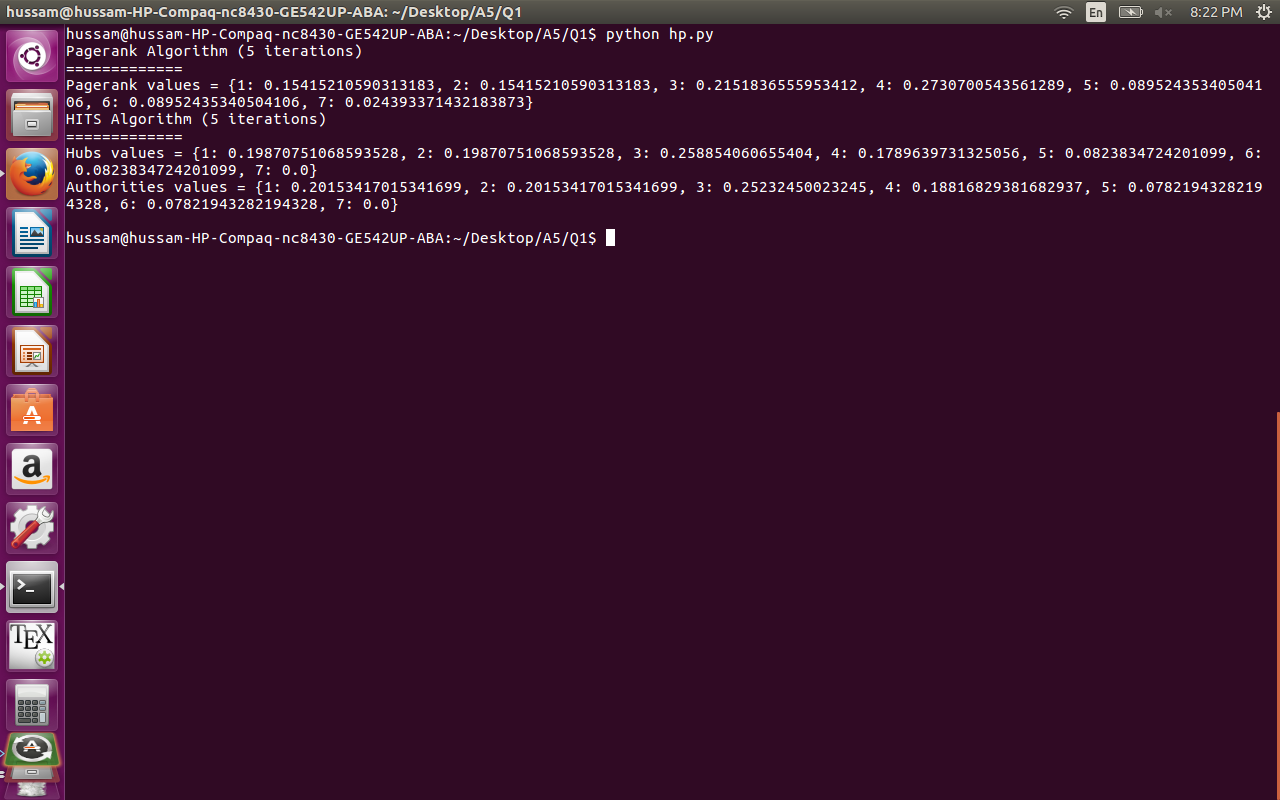 hussam@hussam-HP-Compaq-nc8430-GE542UP-ABA: ~/Desktop/A5/Q1
En
8:22 PM
hussam@hussam-HP-Compaq-nc8430-GE542UP-ABA:~/Desktop/A5/Q1$ python hp.py
Pagerank Algorithm (5 iterations)
=============
Pagerank values = {1: 0.15415210590313183, 2: 0.15415210590313183, 3: 0.2151836555953412, 4: 0.2730700543561289, 5: 0.089524353405041
06, 6: 0.08952435340504106, 7: 0.024393371432183873}
HITS Algorithm (5 iterations)
=============
Hubs values = {1: 0.19870751068593528, 2: 0.19870751068593528, 3: 0.258854060655404, 4: 0.1789639731325056, 5: 0.0823834724201099, 6:
 0.0823834724201099, 7: 0.0}
Authorities values = {1: 0.20153417015341699, 2: 0.20153417015341699, 3: 0.25232450023245, 4: 0.18816829381682937, 5: 0.0782194328219
4328, 6: 0.07821943282194328, 7: 0.0}
hussam@hussam-HP-Compaq-nc8430-GE542UP-ABA:~/Desktop/A5/Q1$
A
a
>_
TEX
A